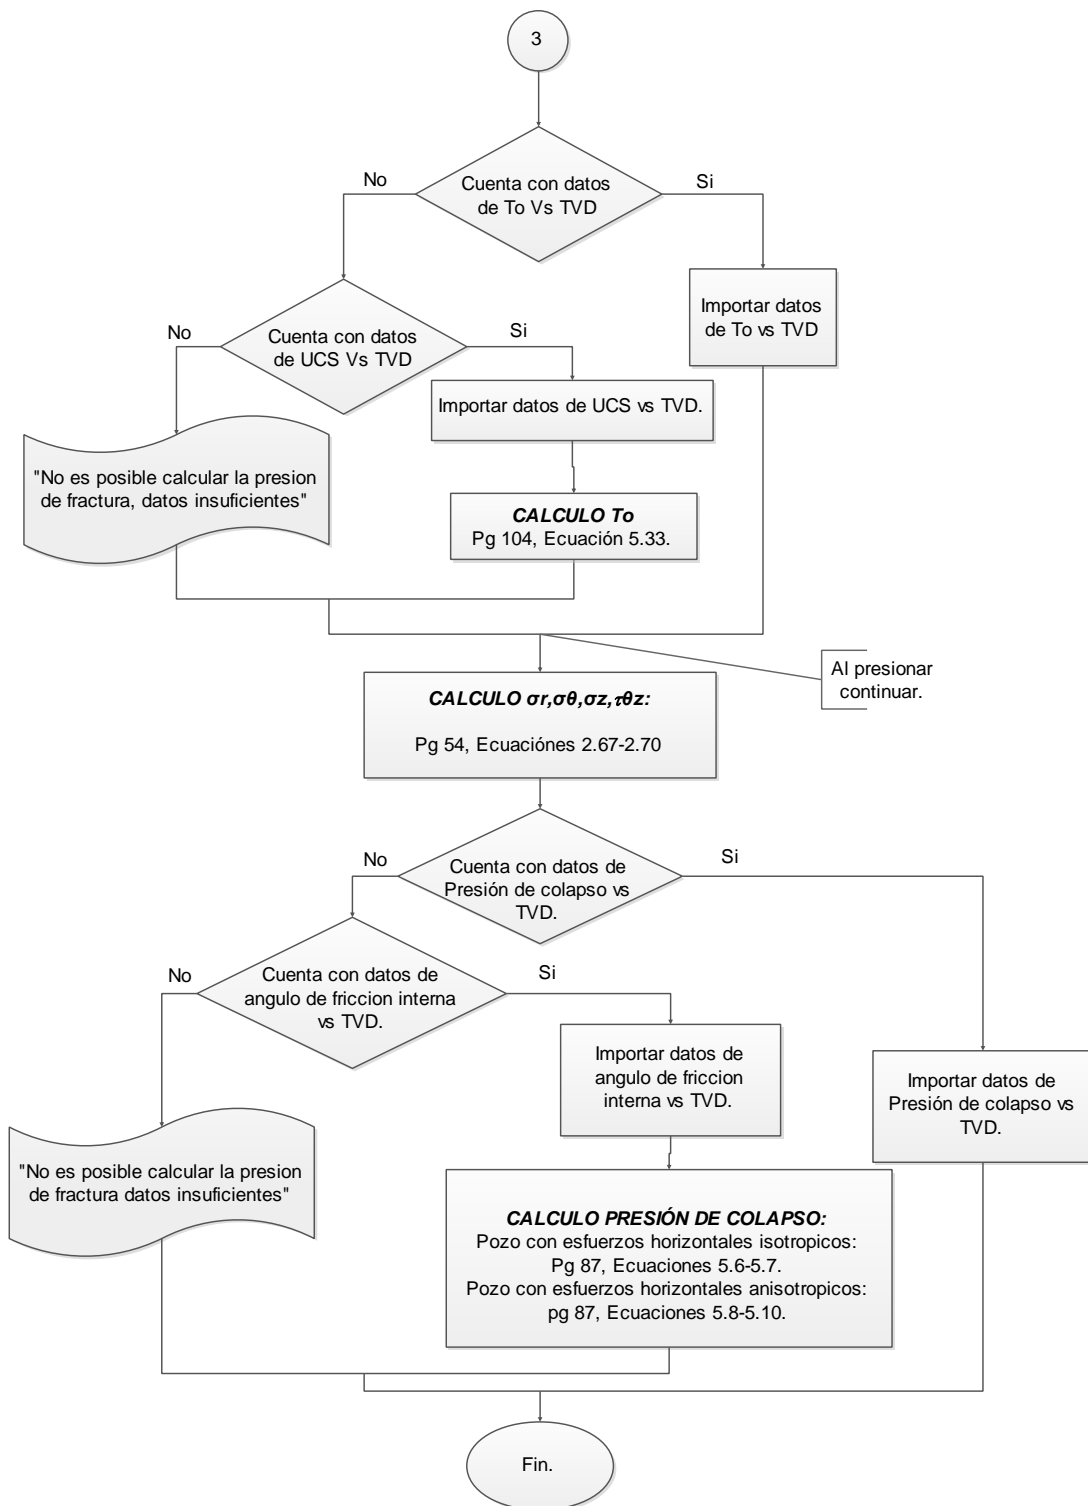 3
Cuenta con datos
de To Vs TVD
No
Si
Importar datos
de To vs TVD
Cuenta con datos
de UCS Vs TVD
No
Si
Importar datos de UCS vs TVD.
"No es posible calcular la presion
de fractura, datos insuficientes"
CALCULO To
Pg 104, Ecuación 5.33.
Al presionar
continuar.
CALCULO σr,σθ,σz,τθz:
Pg 54, Ecuaciónes 2.67-2.70
Cuenta con datos de
Presión de colapso vs
TVD.
No
Si
Cuenta con datos de
angulo de friccion interna
vs TVD.
No
Si
Importar datos de
angulo de friccion
interna vs TVD.
Importar datos de
Presión de colapso vs
TVD.
"No es posible calcular la presion
de fractura datos insuficientes"
CALCULO PRESIÓN DE COLAPSO:
Pozo con esfuerzos horizontales isotropicos:
Pg 87, Ecuaciones 5.6-5.7.
Pozo con esfuerzos horizontales anisotropicos:
pg 87, Ecuaciones 5.8-5.10.
Fin.